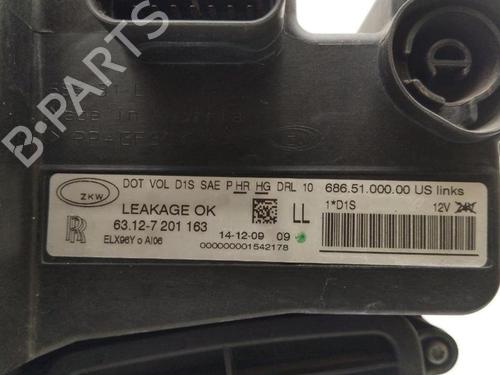 B-PARTS
DOT VOL D1S SAE P HR HG DRL 10 686.51.000.00 US links
ZKW
LEAKAGE OK
LL
1*D1S
12V
RR
63.12-7 201 163
14-12-09 09
ELX96Y o AI06
000000001542178